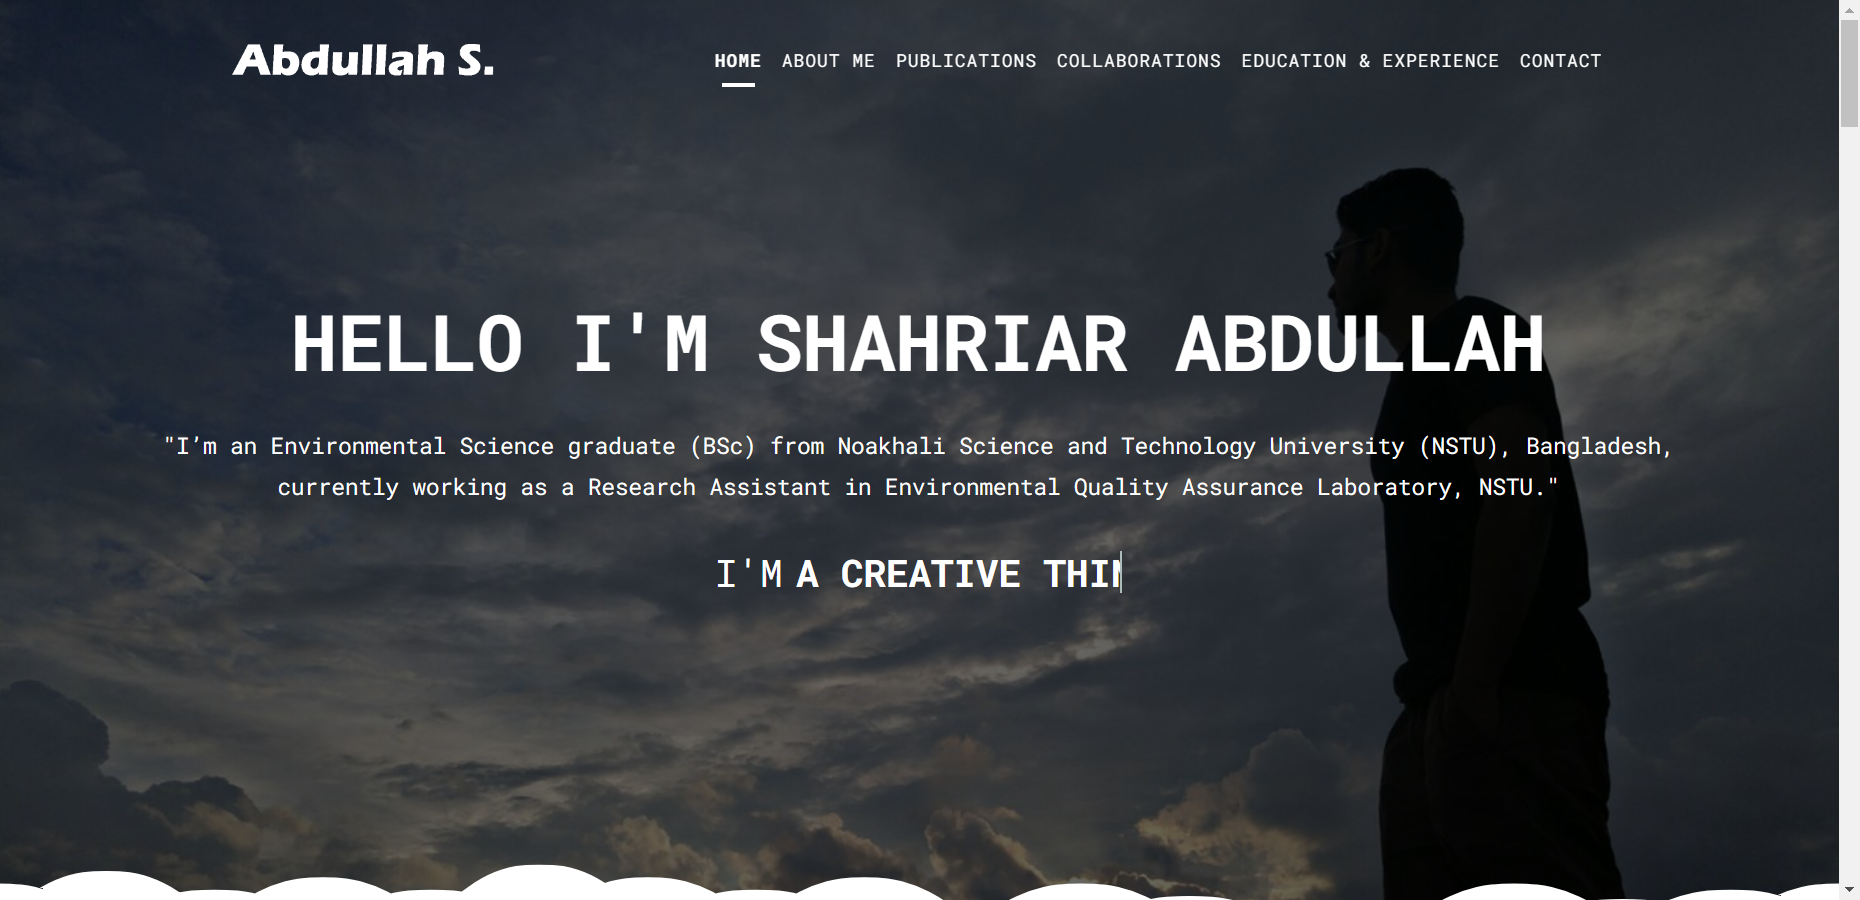 Abdullah S.
HOME ABOUT ME PUBLICATIONS COLLABORATIONS EDUCATION & EXPERIENCE CONTACT
HELLO I'M SHAHRIAR ABDULLAH
"I’m an Environmental Science graduate (BSc) from Noakhali Science and Technology University (NSTU), Bangladesh,
currently working as a Research Assistant in Environmental Quality Assurance Laboratory, NSTU."
I'M A CREATIVE THIN